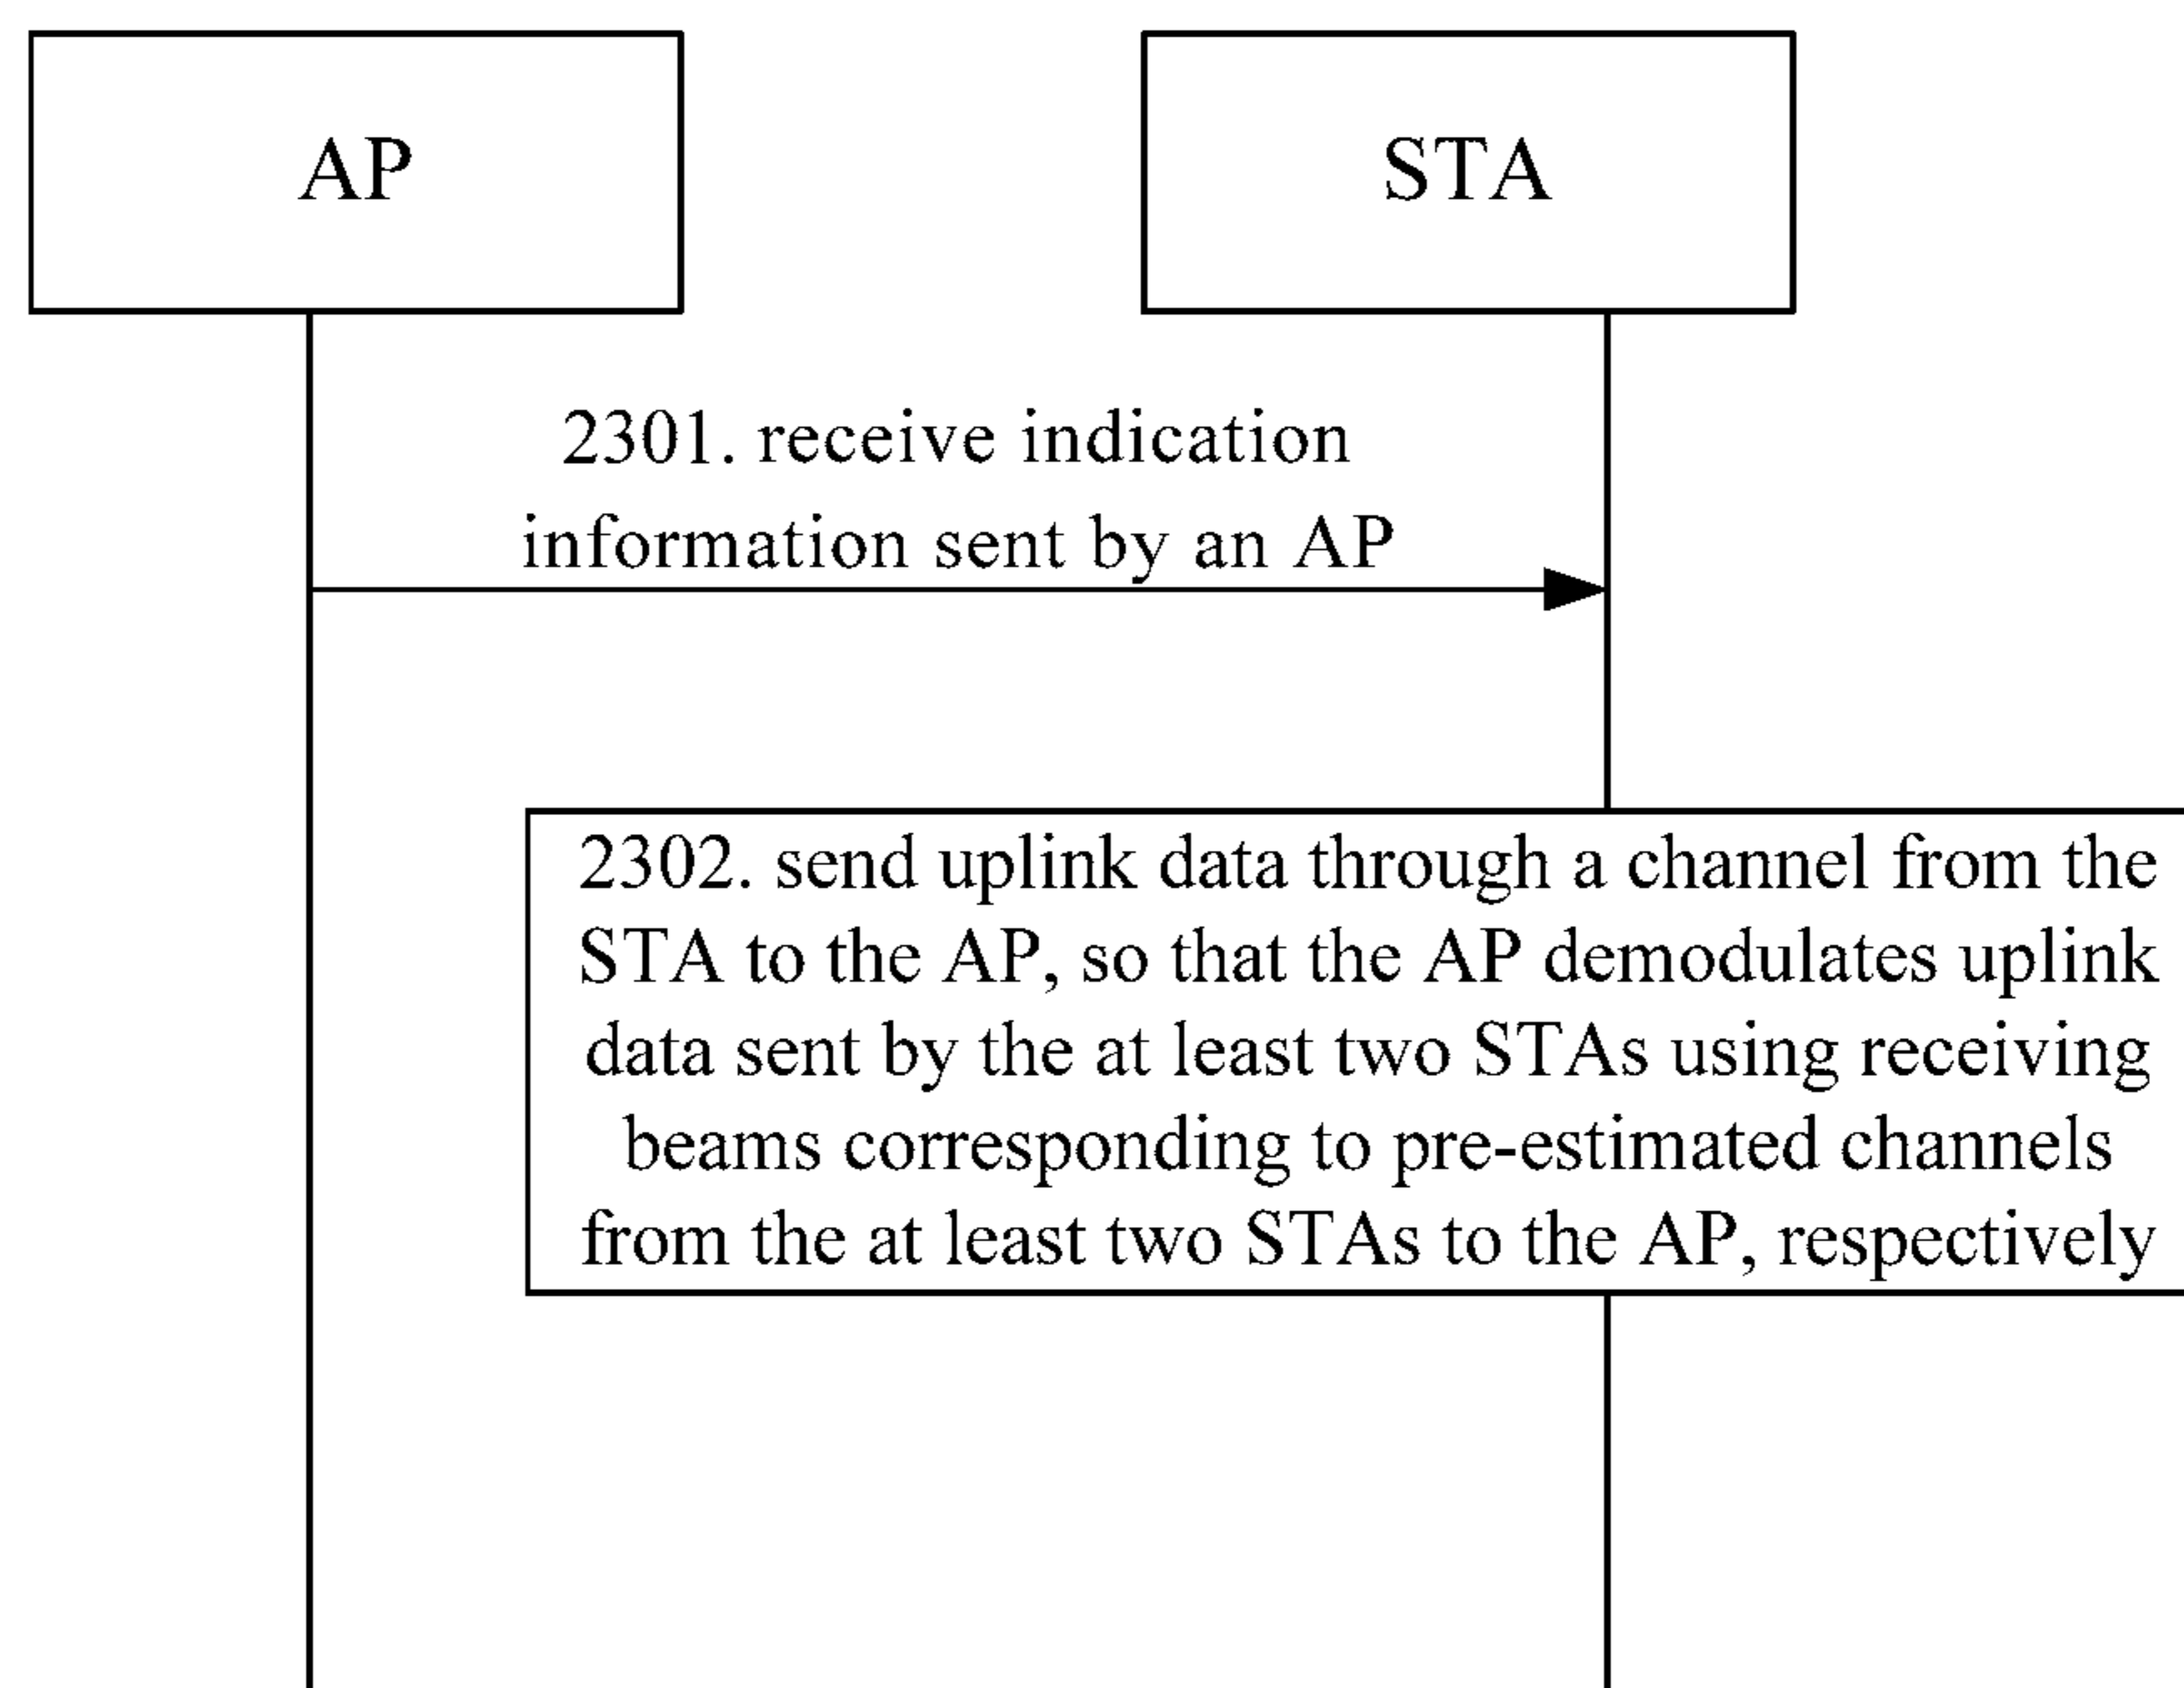 AP
STA
2301. receive indication
information sent by an AP
2302. send uplink data through a channel from the
STA to the AP, so that the AP demodulates uplink
data sent by the at least two STAs using receiving
beams corresponding to pre-estimated channels
from the at least two STAs to the AP, respectively